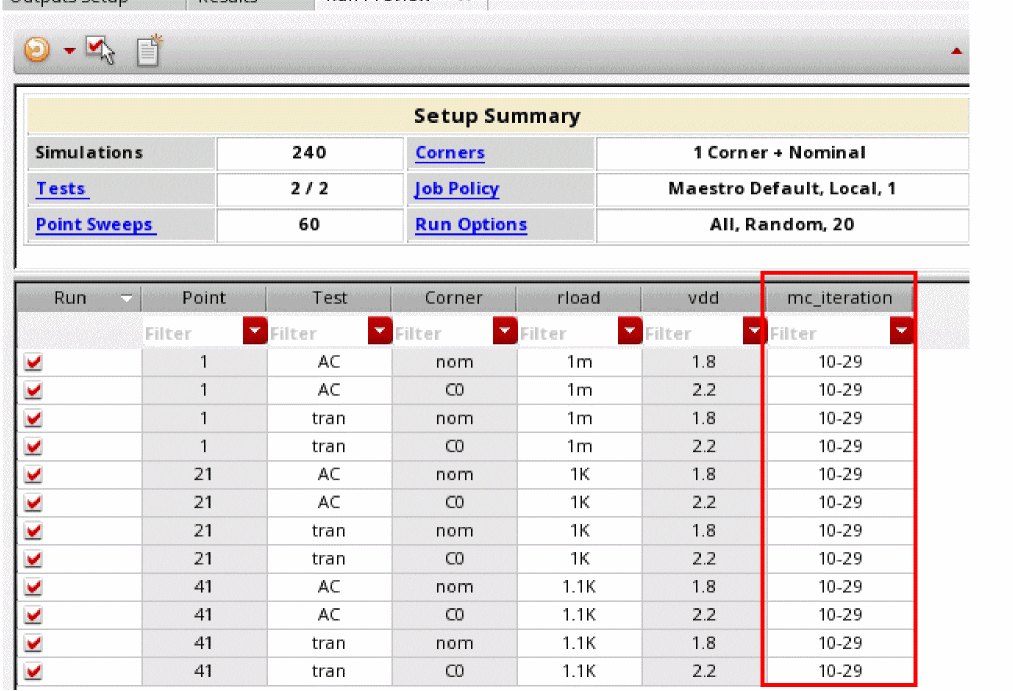 Outputs Setup Results Run Preview
Setup Summary
Simulations 240 Corners 1 Corner + Nominal
Tests 2 / 2 Job Policy Maestro Default, Local, 1
Point Sweeps 60 Run Options All, Random, 20
Run Point Test Corner rload vdd mc_iteration
Filter Filter Filter Filter Filter Filter
1 AC nom 1m 1.8 10-29
1 AC C0 1m 2.2 10-29
1 tran nom 1m 1.8 10-29
1 tran C0 1m 2.2 10-29
21 AC nom 1K 1.8 10-29
21 AC C0 1K 2.2 10-29
21 tran nom 1K 1.8 10-29
21 tran C0 1K 2.2 10-29
41 AC nom 1.1K 1.8 10-29
41 AC C0 1.1K 2.2 10-29
41 tran nom 1.1K 1.8 10-29
41 tran C0 1.1K 2.2 10-29